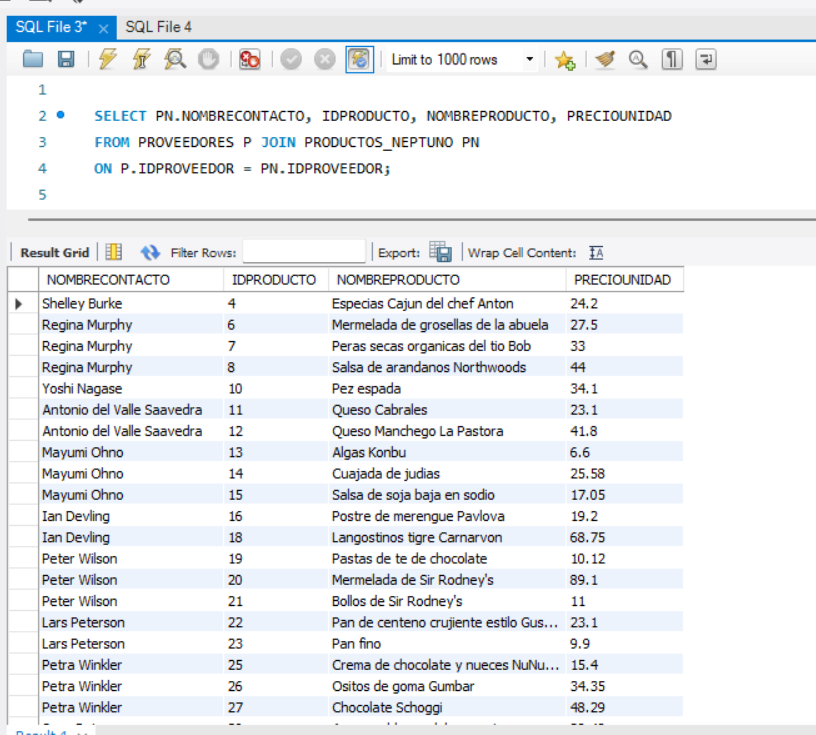 SQL File 3* × SQL File 4
Limit to 1000 rows
1
2 SELECT PN.NOMBRECONTACTO, IDPRODUCTO, NOMBREPRODUCTO, PRECIOUNIDAD
3 FROM PROVEEDORES P JOIN PRODUCTOS_NEPTUNO PN
4 ON P.IDPROVEEDOR = PN.IDPROVEEDOR;
5
Result Grid Filter Rows: Export: Wrap Cell Content: IA
NOMBRECONTACTO IDPRODUCTO NOMBREPRODUCTO PRECIOUNIDAD
Shelley Burke 4 Especias Cajun del chef Anton 24.2
Regina Murphy 6 Mermelada de grosellas de la abuela 27.5
Regina Murphy 7 Peras secas organicas del tio Bob 33
Regina Murphy 8 Salsa de arandanos Northwoods 44
Yoshi Nagase 10 Pez espada 34.1
Antonio del Valle Saavedra 11 Queso Cabrales 23.1
Antonio del Valle Saavedra 12 Queso Manchego La Pastora 41.8
Mayumi Ohno 13 Algas Konbu 6.6
Mayumi Ohno 14 Cuajada de judias 25.58
Mayumi Ohno 15 Salsa de soja baja en sodio 17.05
Ian Devling 16 Postre de merengue Pavlova 19.2
Ian Devling 18 Langostinos tigre Carnarvon 68.75
Peter Wilson 19 Pastas de te de chocolate 10.12
Peter Wilson 20 Mermelada de Sir Rodney's 89.1
Peter Wilson 21 Bollos de Sir Rodney's 11
Lars Peterson 22 Pan de centeno crujiente estilo Gus... 23.1
Lars Peterson 23 Pan fino 9.9
Petra Winkler 25 Crema de chocolate y nueces NuNu... 15.4
Petra Winkler 26 Ositos de goma Gumbar 34.35
Petra Winkler 27 Chocolate Schoggi 48.29